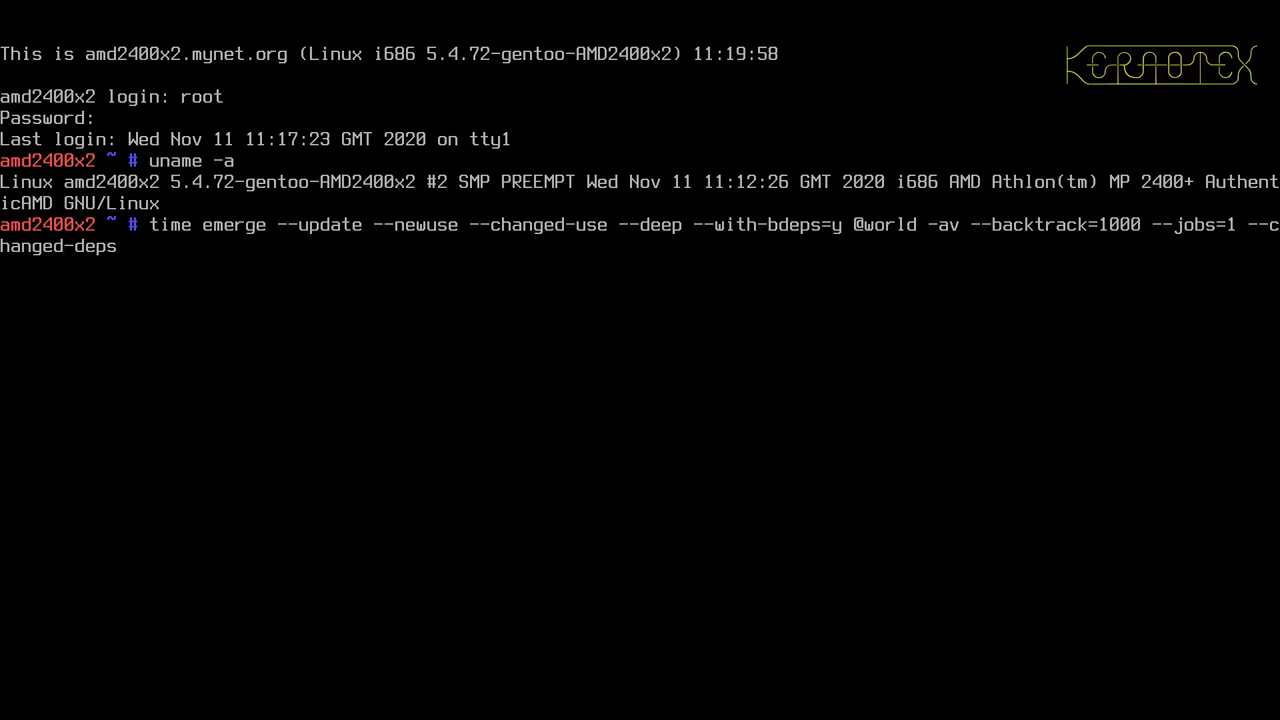 This is amd2400x2.mynet.org (Linux i686 5.4.72-gentoo-AMD2400x2) 11:19:58
KERAOTEX
amd2400x2 login: root
Password:
Last login: Wed Nov 11 11:17:23 GMT 2020 on tty1
amd2400x2 ~ # uname -a
Linux amd2400x2 5.4.72-gentoo-AMD2400x2 #2 SMP PREEMPT Wed Nov 11 11:12:26 GMT 2020 i686 AMD Athlon(tm) MP 2400+ Authent
icAMD GNU/Linux
amd2400x2 ~ # time emerge --update --newuse --changed-use --deep --with-bdeps=y @world -av --backtrack=1000 --jobs=1 --c
hanged-deps